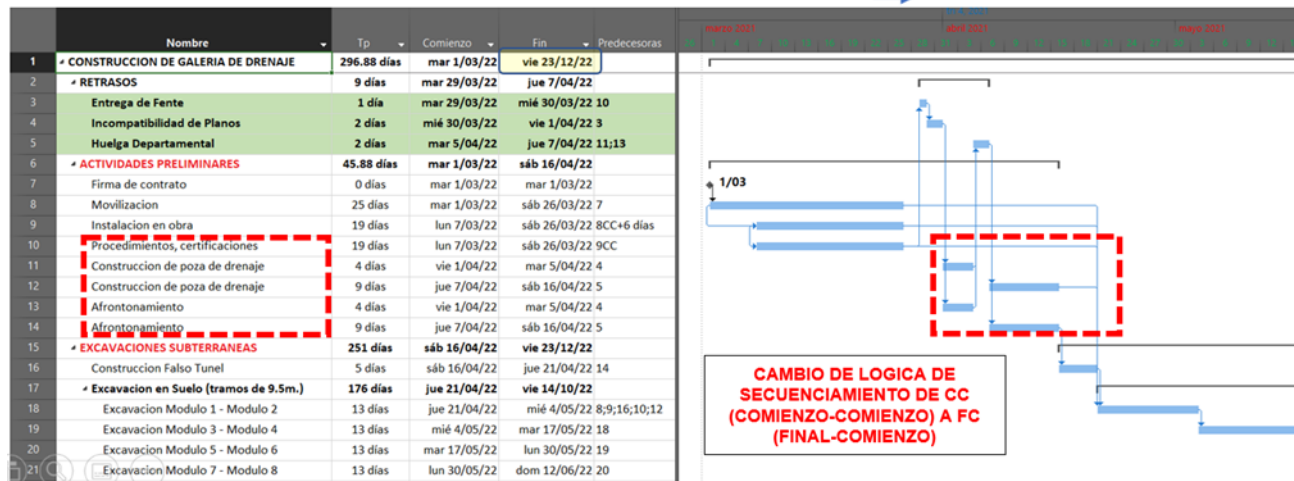 abril 2021
marzo 2021 abril 2021 mayo 2021
Nombre Tp Comienzo Fin Predecesoras
1 CONSTRUCCION DE GALERIA DE DRENAJE 296.88 días mar 1/03/22 vie 23/12/22
2 RETRASOS 9 días mar 29/03/22 jue 7/04/22
3 Entrega de Fente 1 día mar 29/03/22 mié 30/03/22 10
4 Incompatibilidad de Planos 2 días mié 30/03/22 vie 1/04/22 3
5 Huelga Departamental 2 días mar 5/04/22 jue 7/04/22 11;13
6 ACTIVIDADES PRELIMINARES 45.88 días mar 1/03/22 sáb 16/04/22
7 Firma de contrato 0 días mar 1/03/22 mar 1/03/22
1/03
8 Movilizacion 25 días mar 1/03/22 sáb 26/03/22 7
9 Instalacion en obra 19 días lun 7/03/22 sáb 26/03/22 8CC+6 días
10 Procedimientos, certificaciones 19 días lun 7/03/22 sáb 26/03/22 9CC
11 Construccion de poza de drenaje 4 días vie 1/04/22 mar 5/04/22 4
12 Construccion de poza de drenaje 9 días jue 7/04/22 sáb 16/04/22 5
13 Afrontonamiento 4 días vie 1/04/22 mar 5/04/22 4
14 Afrontonamiento 9 días jue 7/04/22 sáb 16/04/22 5
15 EXCAVACIONES SUBTERRANEAS 251 días sáb 16/04/22 vie 23/12/22
16 Construccion Falso Tunel 5 días sáb 16/04/22 jue 21/04/22 14
17 Excavacion en Suelo (tramos de 9.5m.) 176 días jue 21/04/22 vie 14/10/22
18 Excavacion Modulo 1 - Modulo 2 13 días jue 21/04/22 mié 4/05/22 8;9;16;10;12
19 Excavacion Modulo 3 - Modulo 4 13 días mié 4/05/22 mar 17/05/22 18
20 Excavacion Modulo 5 - Modulo 6 13 días mar 17/05/22 lun 30/05/22 19
21 Excavacion Modulo 7 - Modulo 8 13 días lun 30/05/22 dom 12/06/22 20
CAMBIO DE LOGICA DE
SECUENCIAMIENTO DE CC
(COMIENZO-COMIENZO) A FC
(FINAL-COMIENZO)